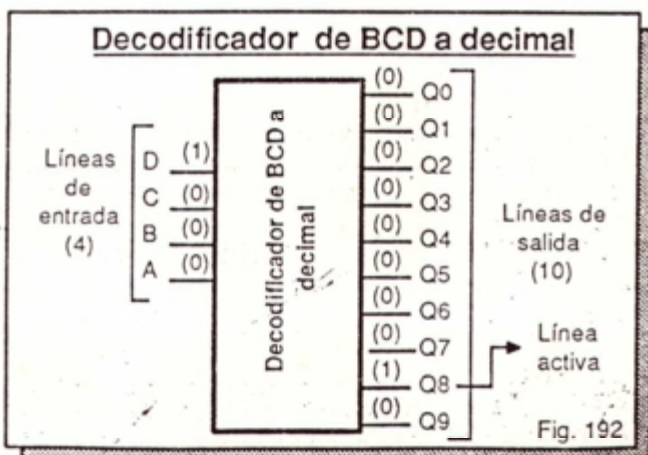 Decodificador de BCD a decimal
Líneas
de
entrada
(4)
D (1)
C (0)
B (0)
A (0)
Decodificador de BCD a
decimal
(0) Q0
(0) Q1
(0) Q2
(0) Q3
(0) Q4
(0) Q5
(0) Q6
(0) Q7
(1) Q8
(0) Q9
Líneas de
salida
(10)
Línea
activa
Fig. 192